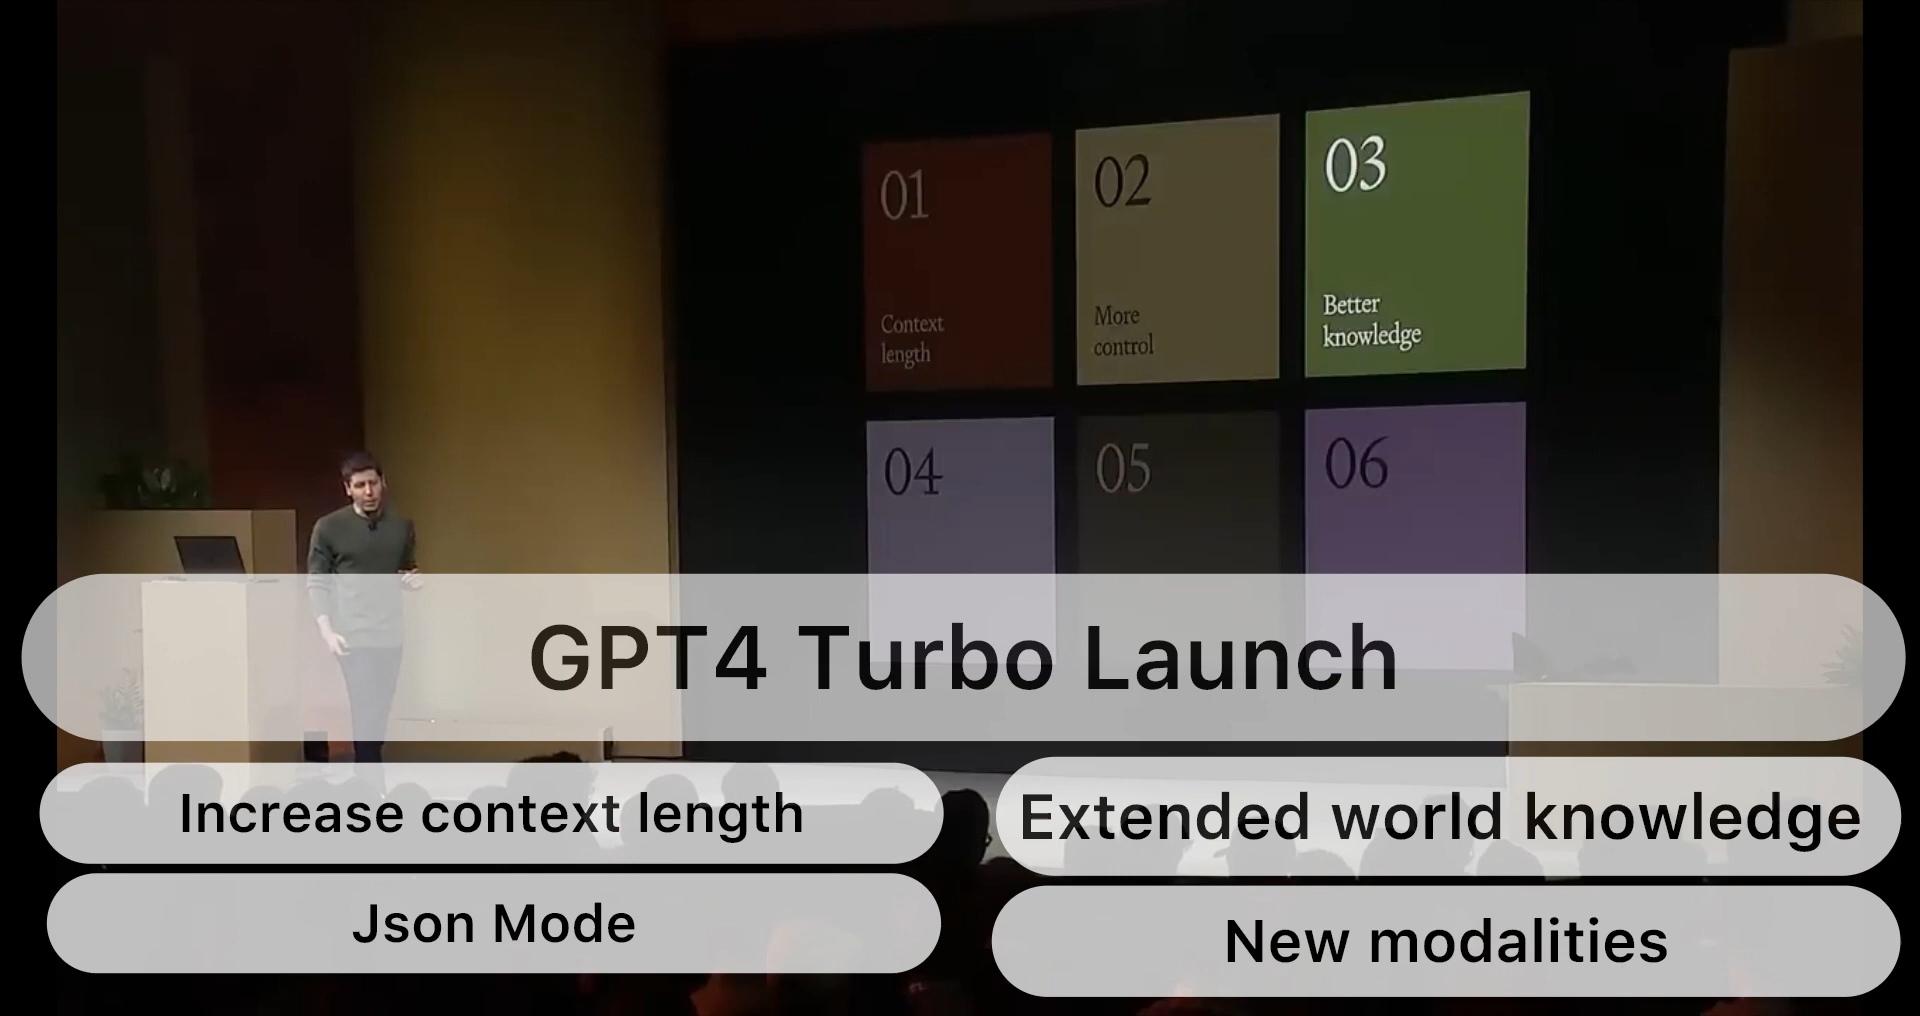 01
02
03
Context
length
More
control
Better
knowledge
04
05
06
GPT4 Turbo Launch
Increase context length
Extended world knowledge
Json Mode
New modalities